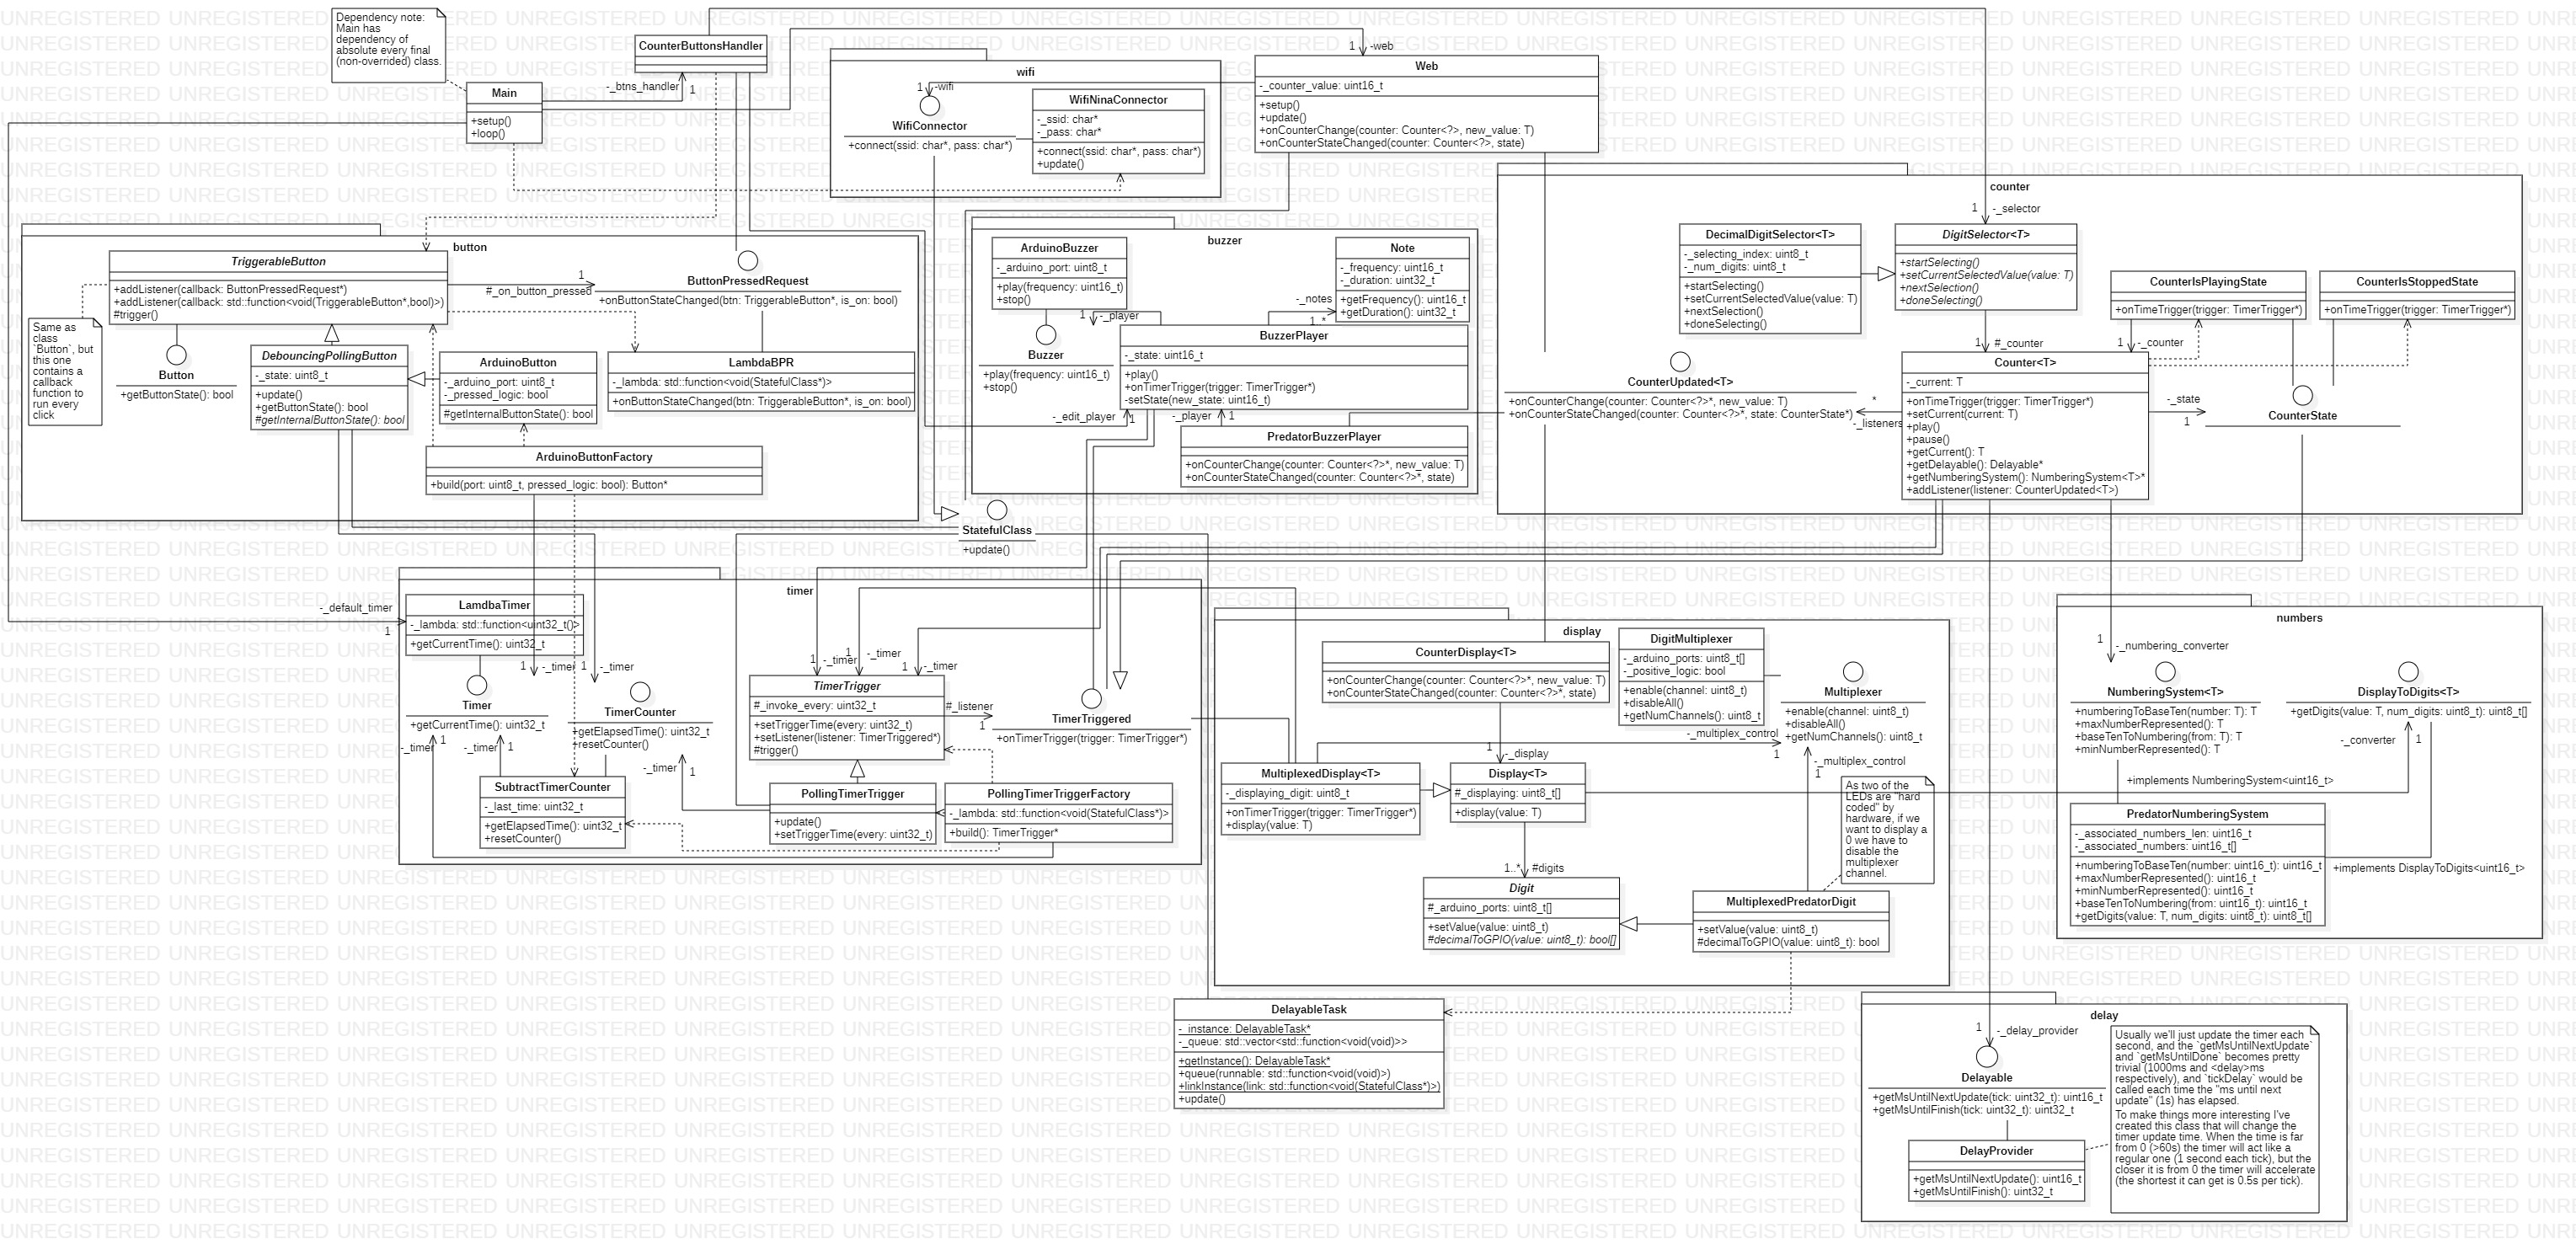 Dependency note:
Main has
dependency of
absolute every final
(non-overrided) class.
Main
+setup()
+loop()
-_btns_handler
1
CounterButtonsHandler
1
-web
wifi
1
-wifi
WifiConnector
+connect(ssid: char*, pass: char*)
WifiNinaConnector
-_ssid: char*
-_pass: char*
+connect(ssid: char*, pass: char*)
+update()
Web
-_counter_value: uint16_t
+setup()
+update()
+onCounterChange(counter: Counter<?>, new_value: T)
+onCounterStateChanged(counter: Counter<?>, state)
button
TriggerableButton
+addListener(callback: ButtonPressedRequest*)
+addListener(callback: std::function<void(TriggerableButton*,bool)>)
#trigger()
1
#_on_button_pressed
ButtonPressedRequest
+onButtonStateChanged(btn: TriggerableButton*, is_on: bool)
Same as
class
`Button`, but
this one
contains a
callback
function to
run every
click
Button
+getButtonState(): bool
DebouncingPollingButton
-_state: uint8_t
+update()
+getButtonState(): bool
#getInternalButtonState(): bool
ArduinoButton
-_arduino_port: uint8_t
-_pressed_logic: bool
#getInternalButtonState(): bool
LambdaBPR
-_lambda: std::function<void(StatefulClass*)>
+onButtonStateChanged(btn: TriggerableButton*, is_on: bool)
ArduinoButtonFactory
+build(port: uint8_t, pressed_logic: bool): Button*
buzzer
ArduinoBuzzer
-_arduino_port: uint8_t
+play(frequency: uint16_t)
+stop()
Note
-_frequency: uint16_t
-_duration: uint32_t
+getFrequency(): uint16_t
+getDuration(): uint32_t
-_notes
1..*
1
-_player
Buzzer
+play(frequency: uint16_t)
+stop()
BuzzerPlayer
-_state: uint16_t
+play()
+onTimerTrigger(trigger: TimerTrigger*)
-setState(new_state: uint16_t)
-_edit_player
1
-_player
1
PredatorBuzzerPlayer
+onCounterChange(counter: Counter<?>*, new_value: T)
+onCounterStateChanged(counter: Counter<?>*, state)
counter
1
-_selector
DecimalDigitSelector<T>
-_selecting_index: uint8_t
-_num_digits: uint8_t
+startSelecting()
+setCurrentSelectedValue(value: T)
+nextSelection()
+doneSelecting()
DigitSelector<T>
+startSelecting()
+setCurrentSelectedValue(value: T)
+nextSelection()
+doneSelecting()
CounterIsPlayingState
+onTimeTrigger(trigger: TimerTrigger*)
CounterIsStoppedState
+onTimeTrigger(trigger: TimerTrigger*)
1
#_counter
1
-_counter
CounterUpdated<T>
+onCounterChange(counter: Counter<?>*, new_value: T)
+onCounterStateChanged(counter: Counter<?>*, state: CounterState*)
*
-_listeners
Counter<T>
-_current: T
+onTimeTrigger(trigger: TimerTrigger*)
+setCurrent(current: T)
+play()
+pause()
+getCurrent(): T
+getDelayable(): Delayable*
+getNumberingSystem(): NumberingSystem<T>*
+addListener(listener: CounterUpdated<T>)
-_state
1
CounterState
StatefulClass
+update()
timer
-_default_timer
1
LamdbaTimer
-_lambda: std::function<uint32_t()>
+getCurrentTime(): uint32_t
1
-_timer
1
-_timer
Timer
+getCurrentTime(): uint32_t
TimerCounter
+getElapsedTime(): uint32_t
+resetCounter()
-_timer
1
-_timer
1
-_timer
1
SubtractTimerCounter
-_last_time: uint32_t
+getElapsedTime(): uint32_t
+resetCounter()
1
-_timer
1
-_timer
1
-_timer
TimerTrigger
#_invoke_every: uint32_t
+setTriggerTime(every: uint32_t)
+setListener(listener: TimerTriggered*)
#trigger()
#_listener
1
TimerTriggered
+onTimerTrigger(trigger: TimerTrigger*)
PollingTimerTrigger
+update()
+setTriggerTime(every: uint32_t)
PollingTimerTriggerFactory
-_lambda: std::function<void(StatefulClass*)>
+build(): TimerTrigger*
display
CounterDisplay<T>
+onCounterChange(counter: Counter<?>*, new_value: T)
+onCounterStateChanged(counter: Counter<?>*, state)
DigitMultiplexer
-_arduino_ports: uint8_t[]
-_positive_logic: bool
+enable(channel: uint8_t)
+disableAll()
+getNumChannels(): uint8_t
Multiplexer
+enable(channel: uint8_t)
+disableAll()
+getNumChannels(): uint8_t
-_multiplex_control
1
1
-_display
-_multiplex_control
1
MultiplexedDisplay<T>
-_displaying_digit: uint8_t
+onTimerTrigger(trigger: TimerTrigger*)
+display(value: T)
Display<T>
#_displaying: uint8_t[]
+display(value: T)
As two of the
LEDs are "hard
coded" by
hardware, if we
want to display a
0 we have to
disable the
multiplexer
channel.
1..*
#digits
Digit
#_arduino_ports: uint8_t[]
+setValue(value: uint8_t)
#decimalToGPIO(value: uint8_t): bool[]
MultiplexedPredatorDigit
+setValue(value: uint8_t)
#decimalToGPIO(value: uint8_t): bool
numbers
1
-_numbering_converter
NumberingSystem<T>
+numberingToBaseTen(number: T): T
+maxNumberRepresented(): T
+baseTenToNumbering(from: T): T
+minNumberRepresented(): T
DisplayToDigits<T>
+getDigits(value: T, num_digits: uint8_t): uint8_t[]
-_converter
1
+implements NumberingSystem<uint16_t>
PredatorNumberingSystem
-_associated_numbers_len: uint16_t
-_associated_numbers: uint16_t[]
+numberingToBaseTen(number: uint16_t): uint16_t
+maxNumberRepresented(): uint16_t
+minNumberRepresented(): uint16_t
+baseTenToNumbering(from: uint16_t): uint16_t
+getDigits(value: T, num_digits: uint8_t): uint8_t[]
+implements DisplayToDigits<uint16_t>
DelayableTask
-_instance: DelayableTask*
-_queue: std::vector<std::function<void(void)>>
+getInstance(): DelayableTask*
+queue(runnable: std::function<void(void)>)
+linkInstance(link: std::function<void(StatefulClass*)>)
+update()
delay
1
-_delay_provider
Delayable
+getMsUntilNextUpdate(tick: uint32_t): uint16_t
+getMsUntilFinish(tick: uint32_t): uint32_t
DelayProvider
+getMsUntilNextUpdate(): uint16_t
+getMsUntilFinish(): uint32_t
Usually we'll just update the timer each
second, and the `getMsUntilNextUpdate`
and `getMsUntilDone` becomes pretty
trivial (1000ms and <delay>ms
respectively), and `tickDelay` would be
called each time the "ms until next
update" (1s) has elapsed.
To make things more interesting I've
created this class that will change the
timer update time. When the time is far
from 0 (>60s) the timer will act like a
regular one (1 second each tick), but the
closer it is from 0 the timer will accelerate
(the shortest it can get is 0.5s per tick).
UNREGISTERED